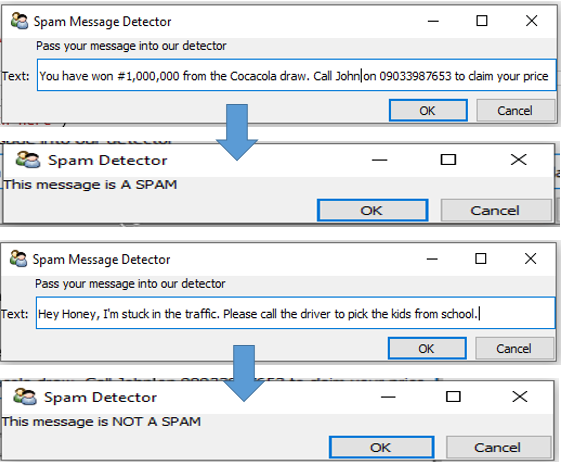 Spam Message Detector
Pass your message into our detector
Text: You have won #1,000,000 from the Cocacola draw. Call John on 09033987653 to claim your price
OK Cancel
Spam Detector
This message is A SPAM
OK Cancel
Spam Message Detector
Pass your message into our detector
Text: Hey Honey, I'm stuck in the traffic. Please call the driver to pick the kids from school.
OK Cancel
Spam Detector
This message is NOT A SPAM
OK Cancel